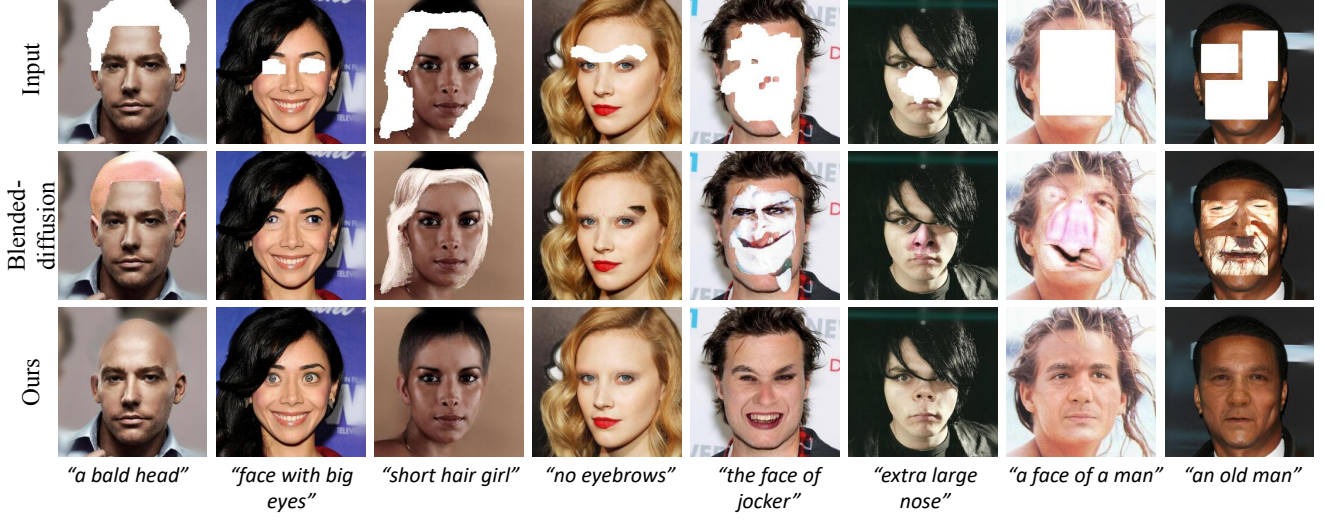 Input
Blended-
diffusion
Ours
“a bald head”
“face with big
eyes”
“short hair girl”
“no eyebrows”
“the face of
jocker”
“extra large
nose”
“a face of a man”
“an old man”